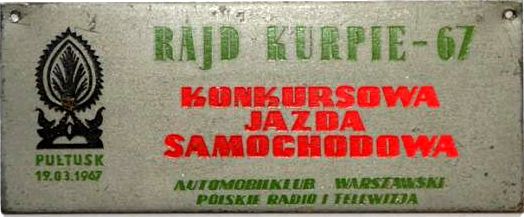 RAJD KURPIE-67
KONKURSOWA
JAZDA
SAMOCHODOWA
PUŁTUSK
19.03.1967
AUTOMOBILKLUB WARSZAWSKI
POLSKIE RADIO I TELEWIZJA